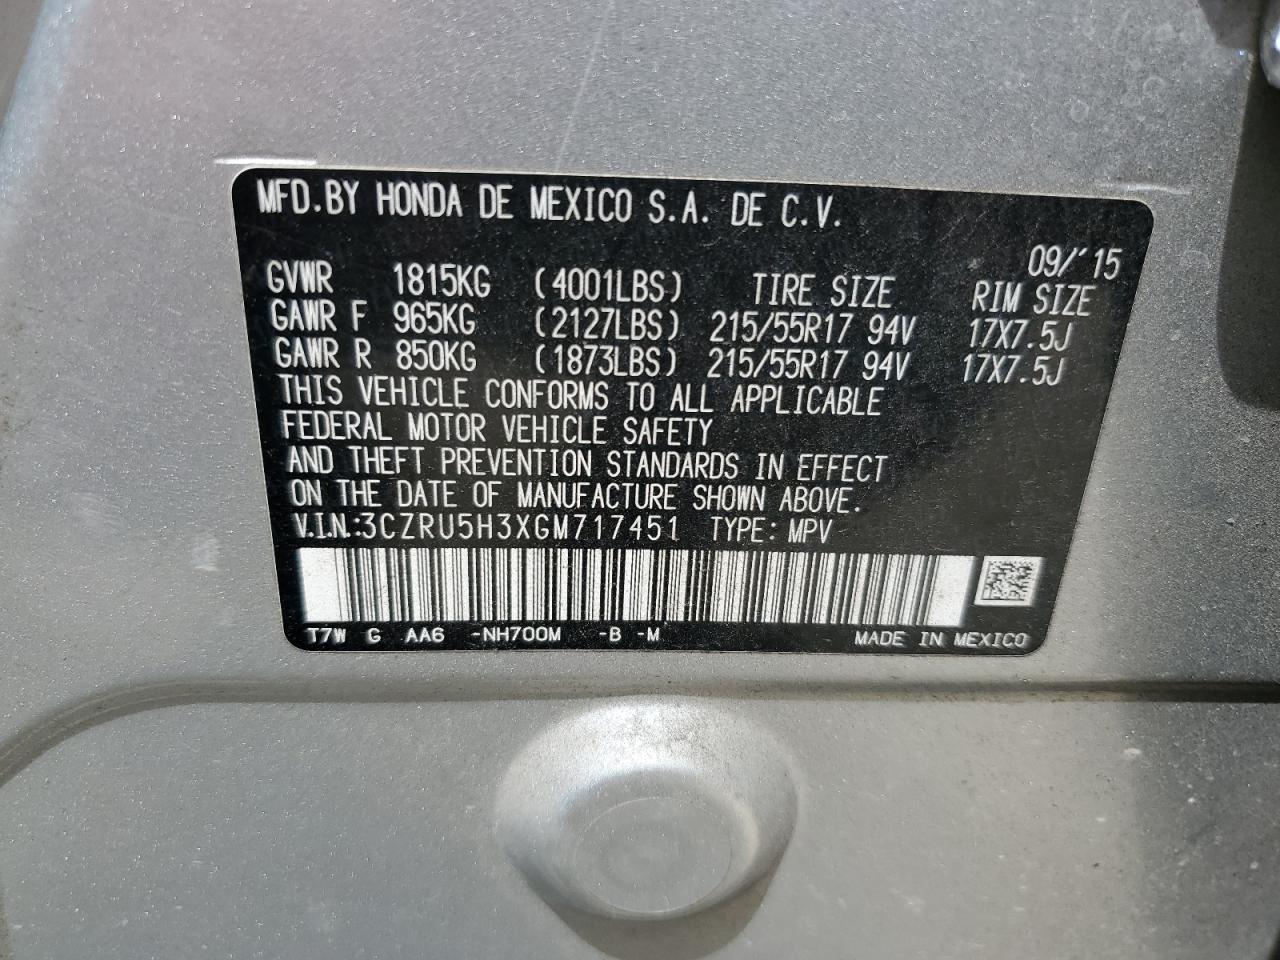 MFD.BY HONDA DE MEXICO S.A. DE C.V.
09/'15
GVWR 1815KG (4001LBS) TIRE SIZE RIM SIZE
GAWR F 965KG (2127LBS) 215/55R17 94V 17X7.5J
GAWR R 850KG (1873LBS) 215/55R17 94V 17X7.5J
THIS VEHICLE CONFORMS TO ALL APPLICABLE
FEDERAL MOTOR VEHICLE SAFETY
AND THEFT PREVENTION STANDARDS IN EFFECT
ON THE DATE OF MANUFACTURE SHOWN ABOVE.
V.I.N.:3CZRU5H3XGM717451 TYPE: MPV
T7W G AA6 -NH700M -B -M MADE IN MEXICO